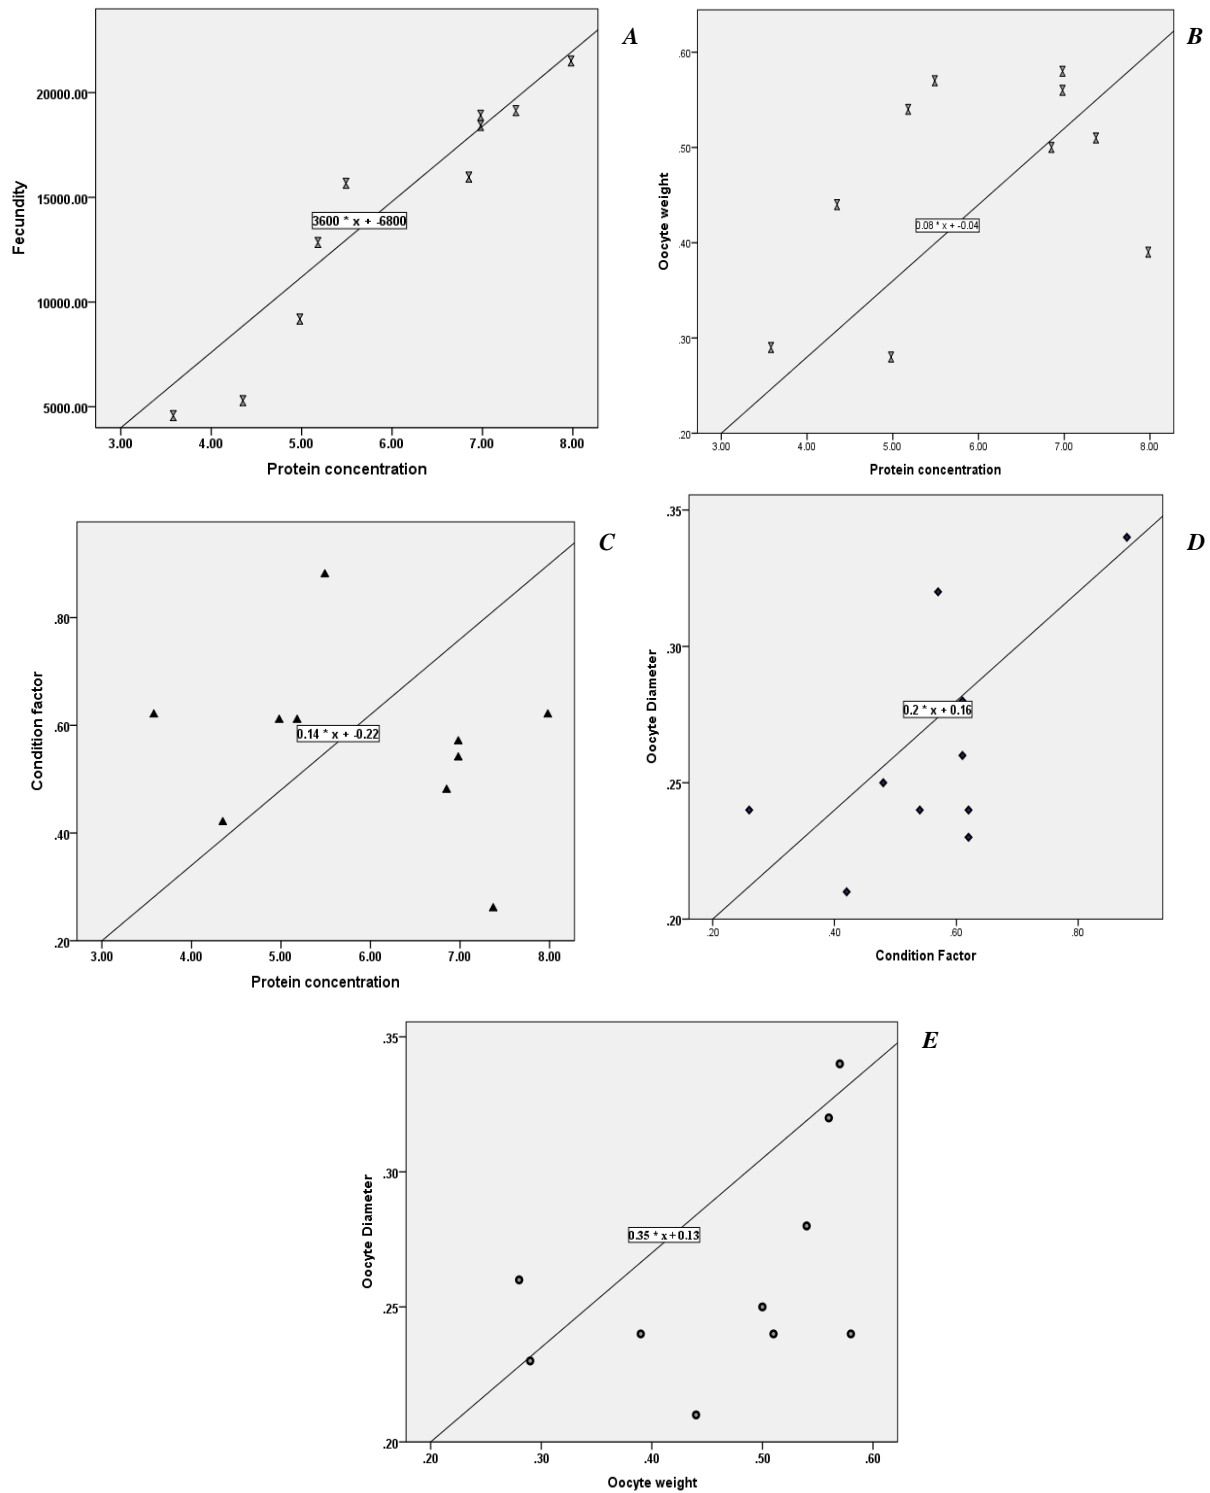 A
20000.00
15000.00
10000.00
5000.00
Fecundity
3600 * x + -6800
3.00 4.00 5.00 6.00 7.00 8.00
Protein concentration
B
.60
.50
.40
.30
.20
Oocyte weight
0.08 * x + -0.04
3.00 4.00 5.00 6.00 7.00 8.00
Protein concentration
C
.80
.60
.40
.20
Condition factor
0.14 * x + -0.22
3.00 4.00 5.00 6.00 7.00 8.00
Protein concentration
D
.35
.30
.25
.20
Oocyte Diameter
0.2 * x + 0.16
.20 .40 .60 .80
Condition Factor
E
.35
.30
.25
.20
Oocyte Diameter
0.35 * x + 0.13
.20 .30 .40 .50 .60
Oocyte weight